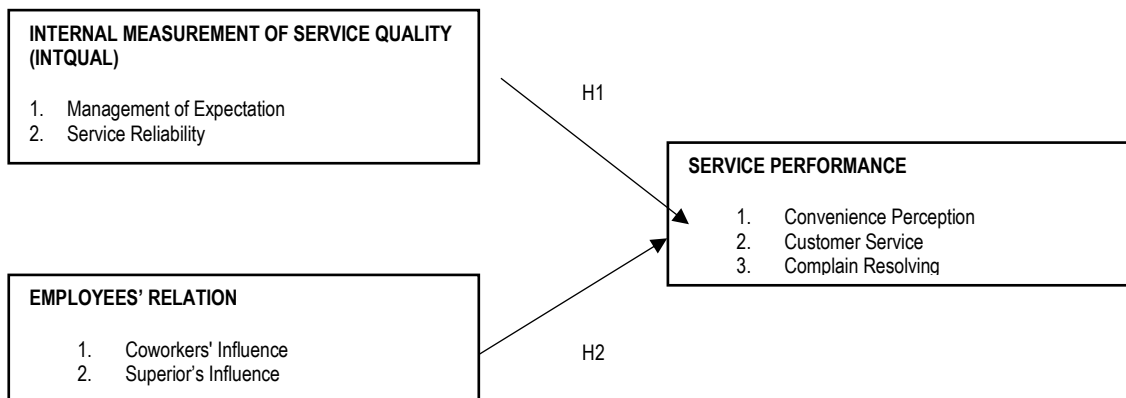 INTERNAL MEASUREMENT OF SERVICE QUALITY
(INTQUAL)
1. Management of Expectation
2. Service Reliability
H1
SERVICE PERFORMANCE
1. Convenience Perception
2. Customer Service
3. Complain Resolving
EMPLOYEES’ RELATION
1. Coworkers' Influence
2. Superior’s Influence
H2